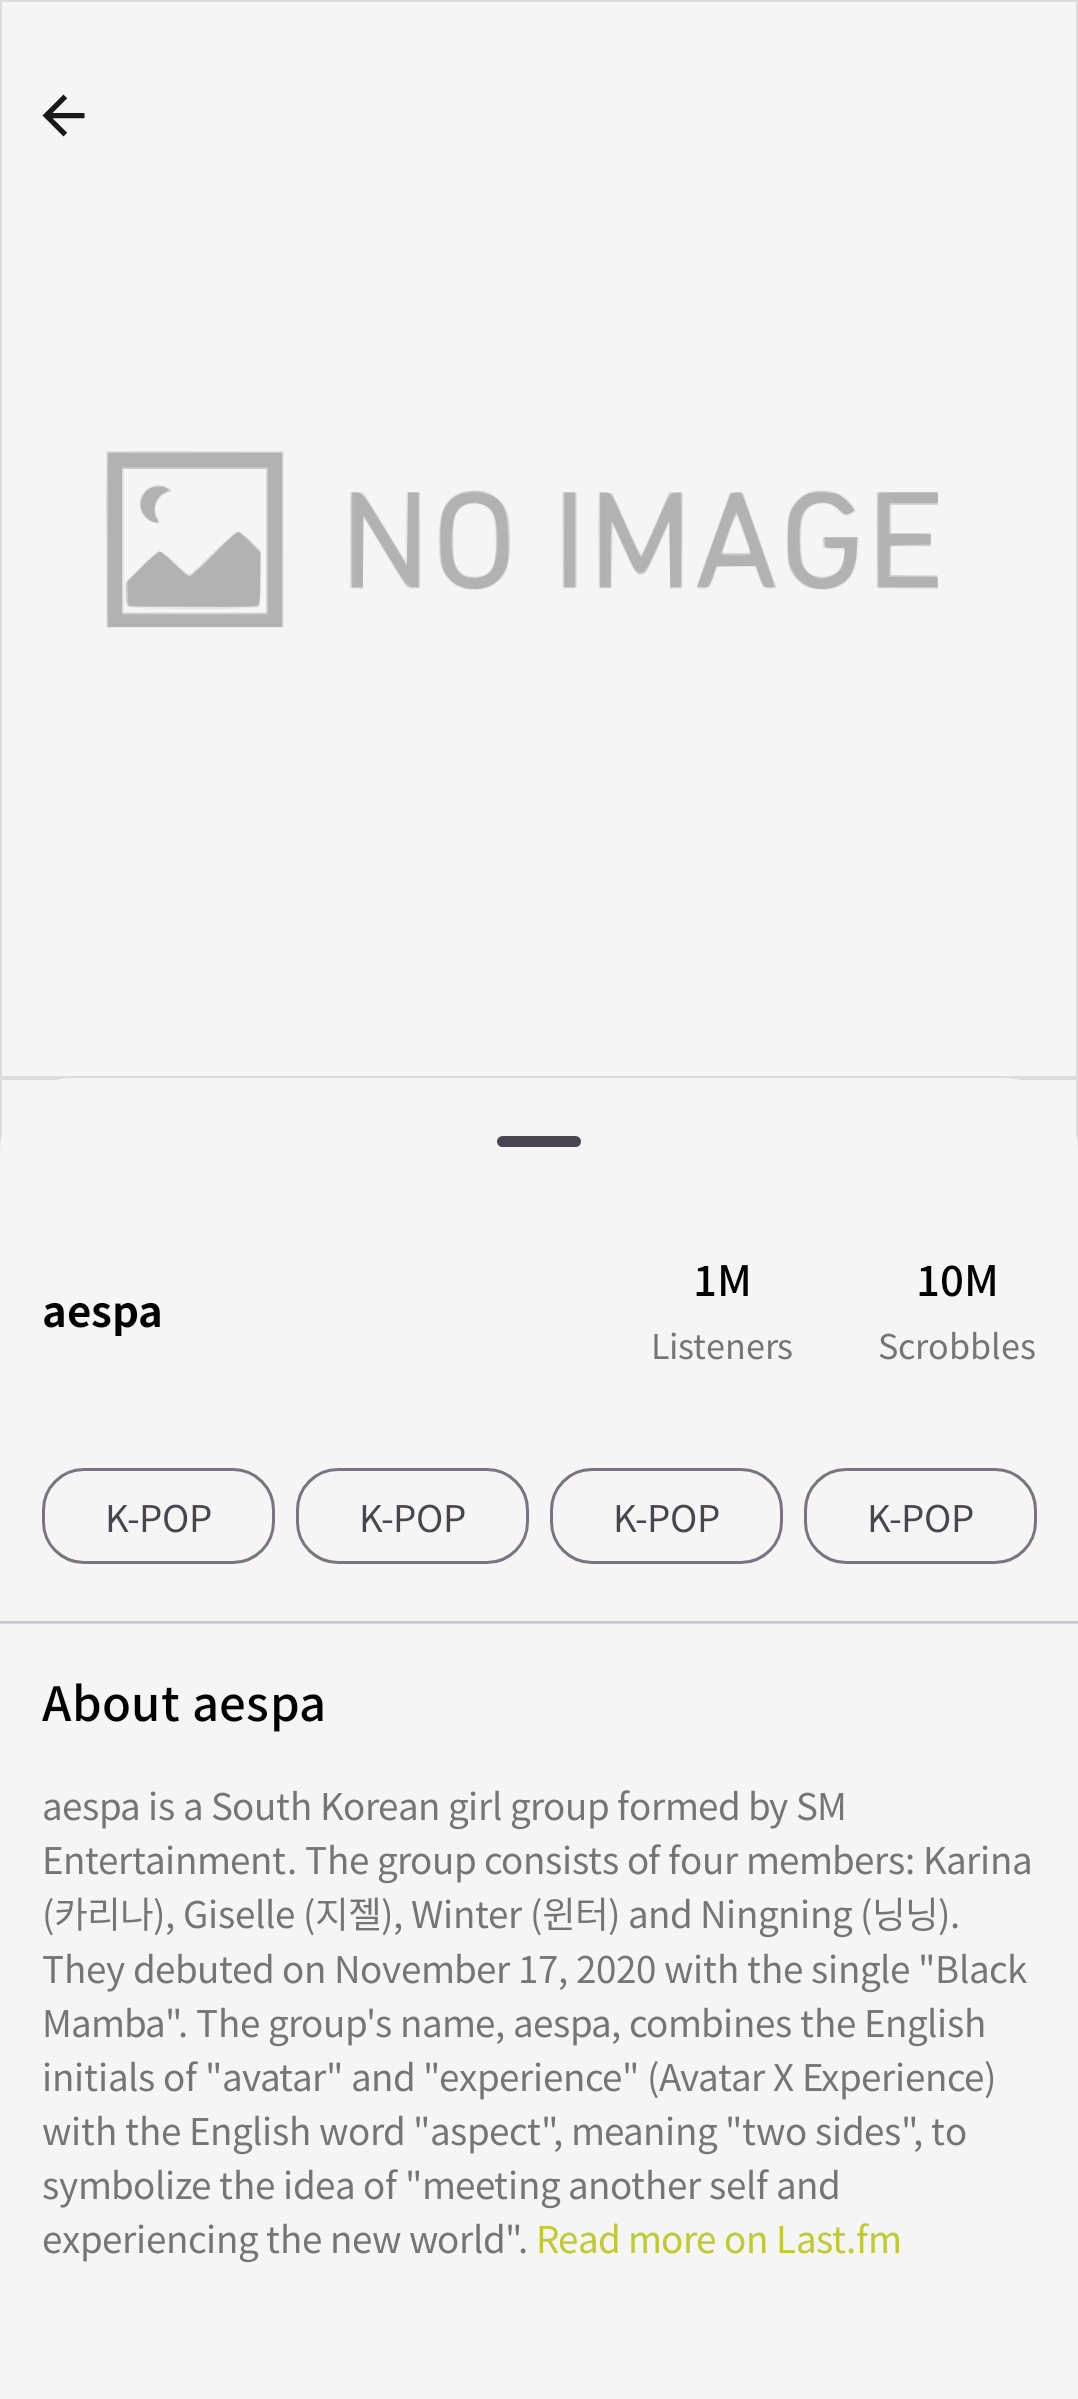 NO IMAGE
aespa
1M
Listeners
10M
Scrobbles
K-POP
K-POP
K-POP
K-POP
About aespa
aespa is a South Korean girl group formed by SM
Entertainment. The group consists of four members: Karina
(카리나), Giselle (지젤), Winter (윈터) and Ningning (닝닝).
They debuted on November 17, 2020 with the single "Black
Mamba". The group's name, aespa, combines the English
initials of "avatar" and "experience" (Avatar X Experience)
with the English word "aspect", meaning "two sides", to
symbolize the idea of "meeting another self and
experiencing the new world". Read more on Last.fm